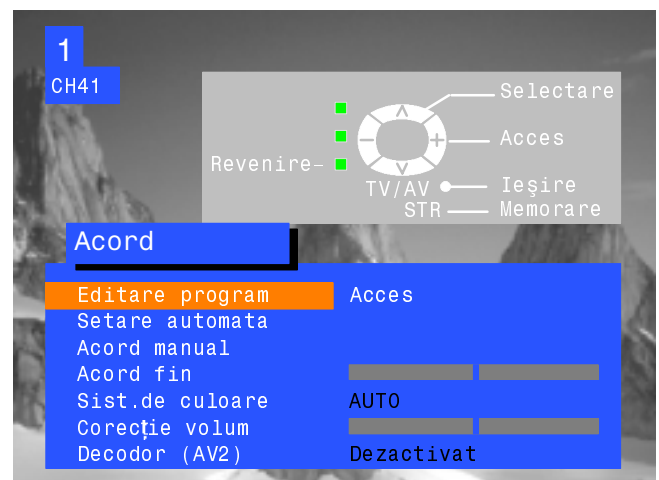 1
CH41
Selectare
Acces
Revenire–
Ieşire
TV/AV
STR
Memorare
Acord
Editare program Acces
Setare automata
Acord manual
Acord fin
Sist.de culoare AUTO
Corecţie volum
Decodor (AV2) Dezactivat